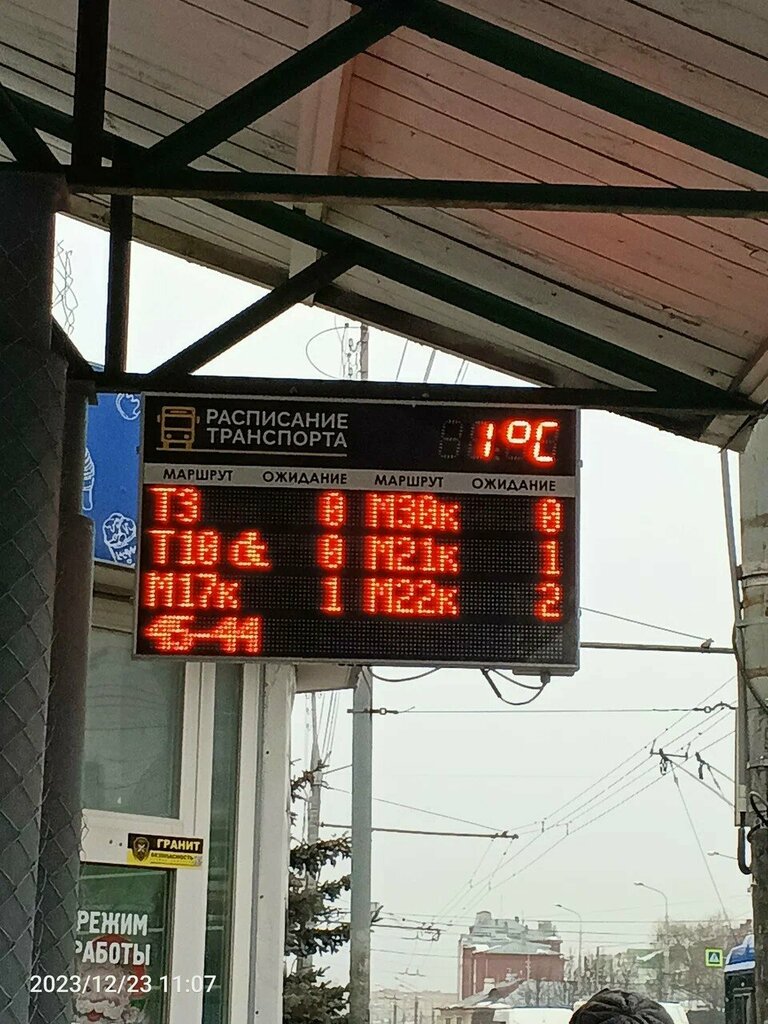 РАСПИСАНИЕ
ТРАНСПОРТА
1°C
МАРШРУТ ОЖИДАНИЕ МАРШРУТ ОЖИДАНИЕ
Т3 0 М30к 0
Т10 0 М21к 1
М17к 1 М22к 2
ГРАНИТ
БЕЗОПАСНОСТЬ
РЕЖИМ
РАБОТЫ
2023/12/23 11:07